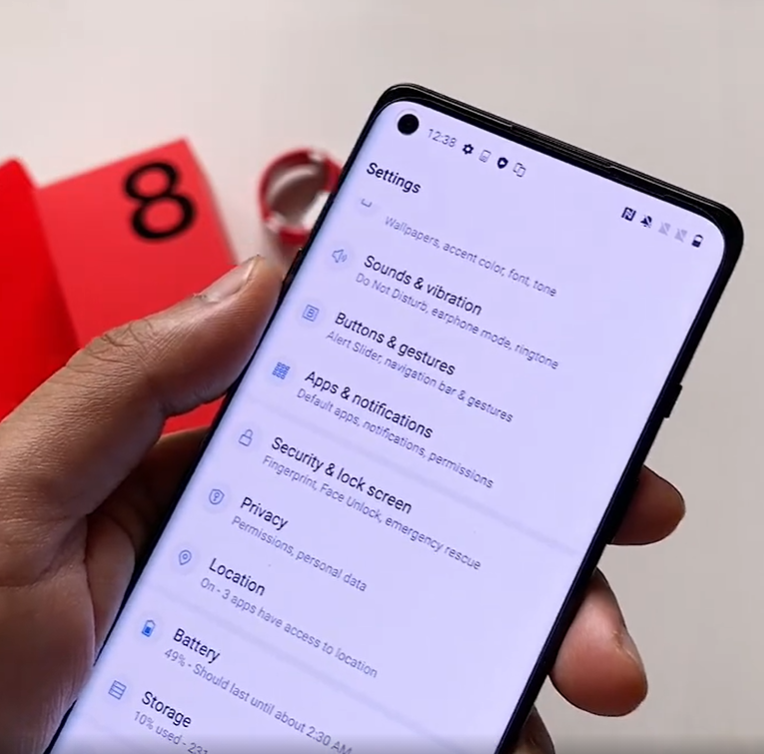 8
12:38
Settings
Wallpapers, accent color, font, tone
Sounds & vibration
Do Not Disturb, earphone mode, ringtone
Buttons & gestures
Alert Slider, navigation bar & gestures
Apps & notifications
Default apps, notifications, permissions
Security & lock screen
Fingerprint, Face Unlock, emergency rescue
Privacy
Permissions, personal data
Location
On - 3 apps have access to location
Battery
49% - Should last until about 2:30 AM
Storage
10% used - 231